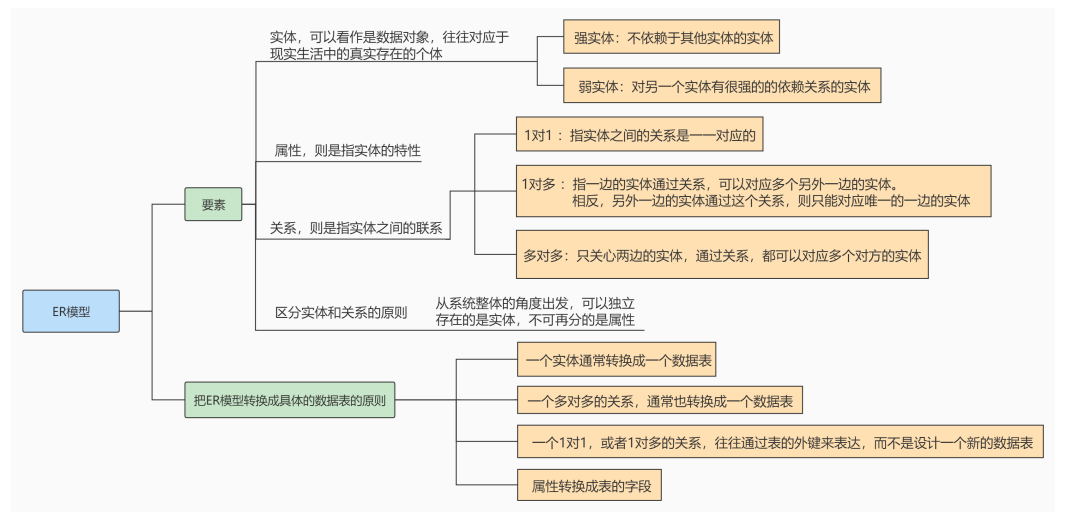 ER模型
要素
实体，可以看作是数据对象，往往对应于
现实生活中的真实存在的个体
强实体：不依赖于其他实体的实体
弱实体：对另一个实体有很强的的依赖关系的实体
属性，则是指实体的特性
关系，则是指实体之间的联系
1对1 ：指实体之间的关系是一一对应的
1对多 ：指一边的实体通过关系，可以对应多个另外一边的实体。
相反，另外一边的实体通过这个关系，则只能对应唯一的一边的实体
多对多：只关心两边的实体，通过关系，都可以对应多个对方的实体
区分实体和关系的原则
从系统整体的角度出发，可以独立
存在的是实体，不可再分的是属性
把ER模型转换成具体的数据表的原则
一个实体通常转换成一个数据表
一个多对多的关系，通常也转换成一个数据表
一个1对1，或者1对多的关系，往往通过表的外键来表达，而不是设计一个新的数据表
属性转换成表的字段